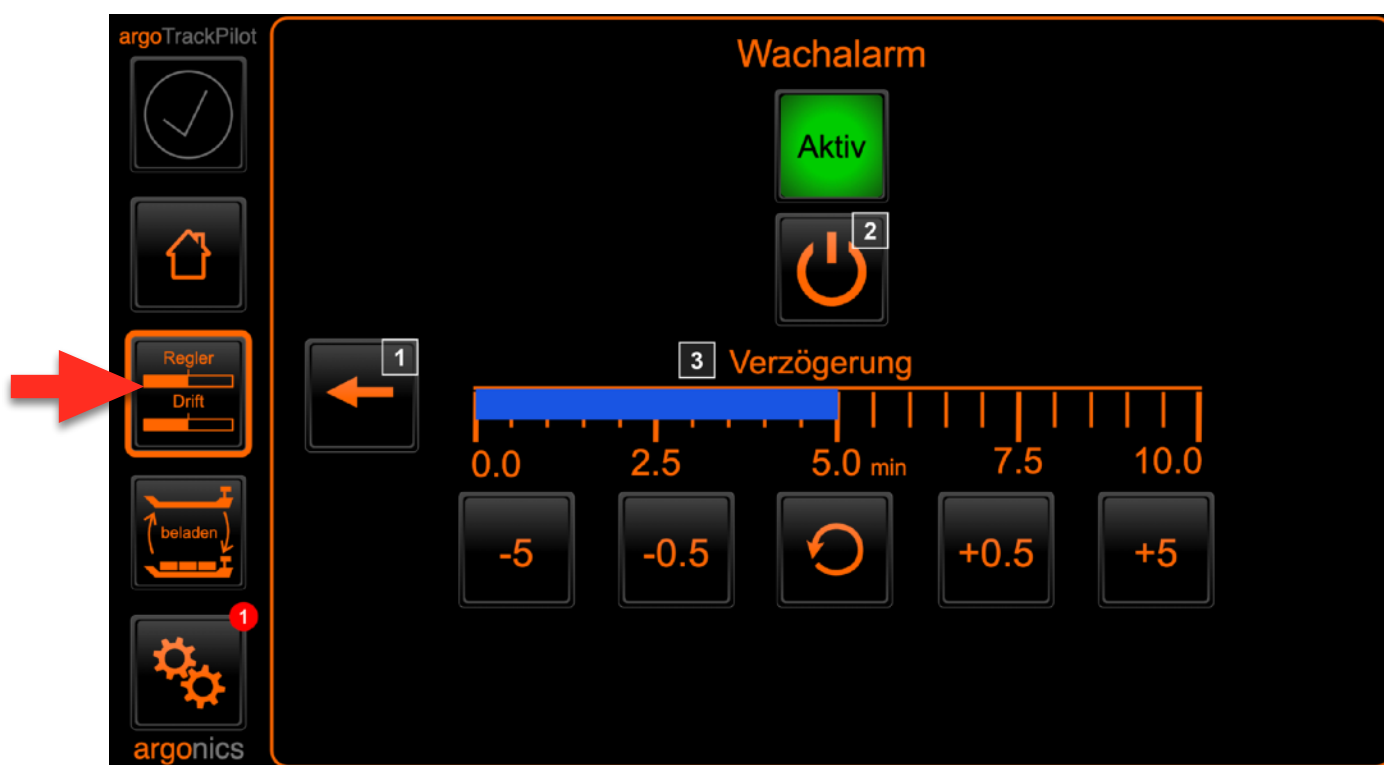 argoTrackPilot
Wachalarm
Aktiv
2
Regler
Drift
1
3 Verzögerung
0.0 2.5 5.0 min 7.5 10.0
beladen
-5 -0.5 +0.5 +5
1
argonics